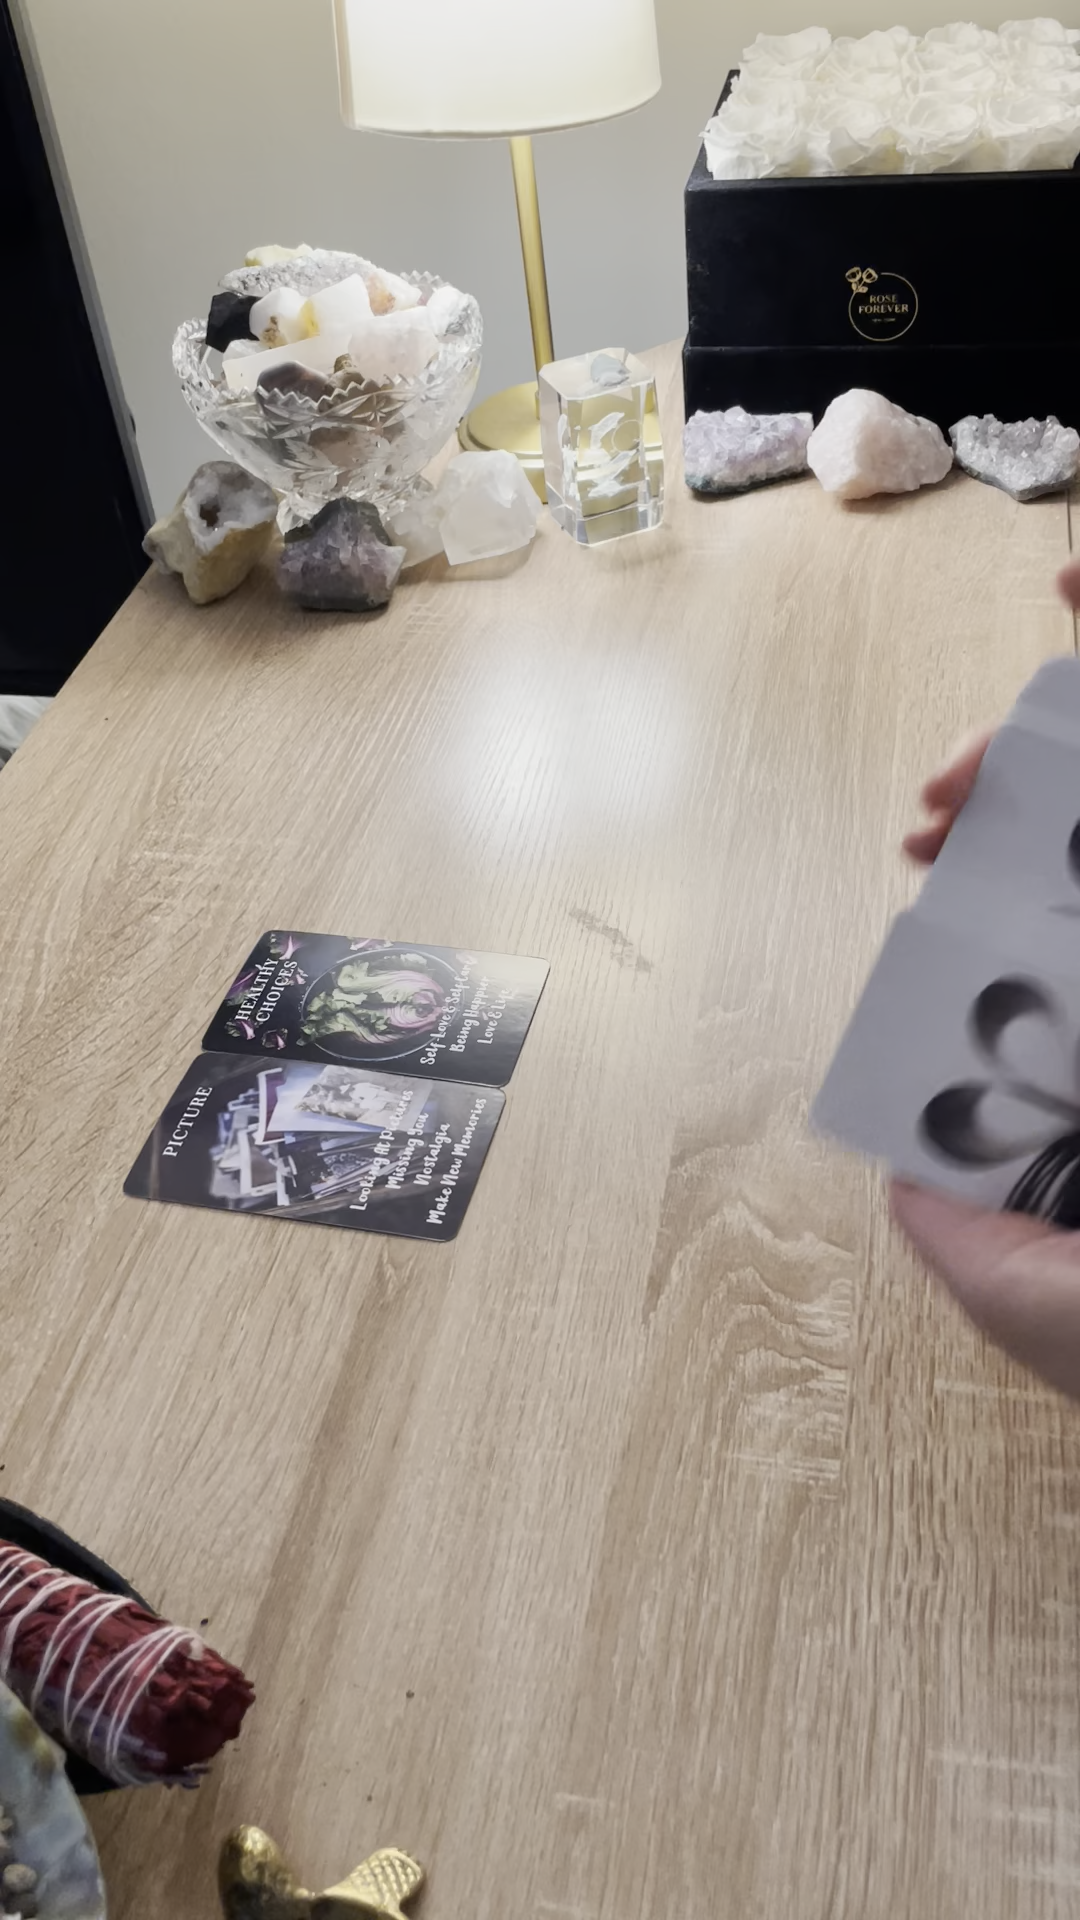 ROSE
FOREVER
HEALTHY
CHOICES
Self-Love & Self Care
Being Happier
Love & Life
PICTURE
Looking At Pictures
Missing You
Nostalgia
Make New Memories